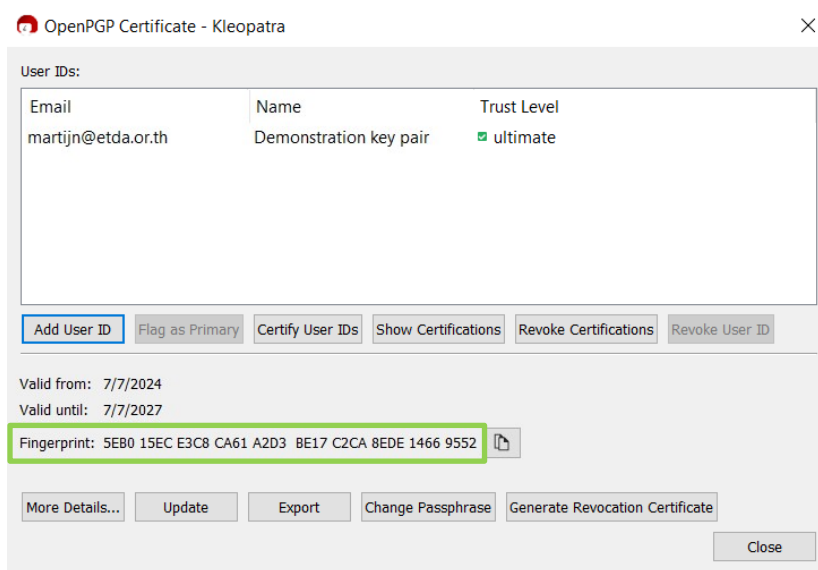 OpenPGP Certificate - Kleopatra
User IDs:
Email Name Trust Level
martijn@etda.or.th Demonstration key pair ultimate
Add User ID Flag as Primary Certify User IDs Show Certifications Revoke Certifications Revoke User ID
Valid from: 7/7/2024
Valid until: 7/7/2027
Fingerprint: 5EB0 15EC E3C8 CA61 A2D3  BE17 C2CA 8EDE 1466 9552
More Details... Update Export Change Passphrase Generate Revocation Certificate
Close